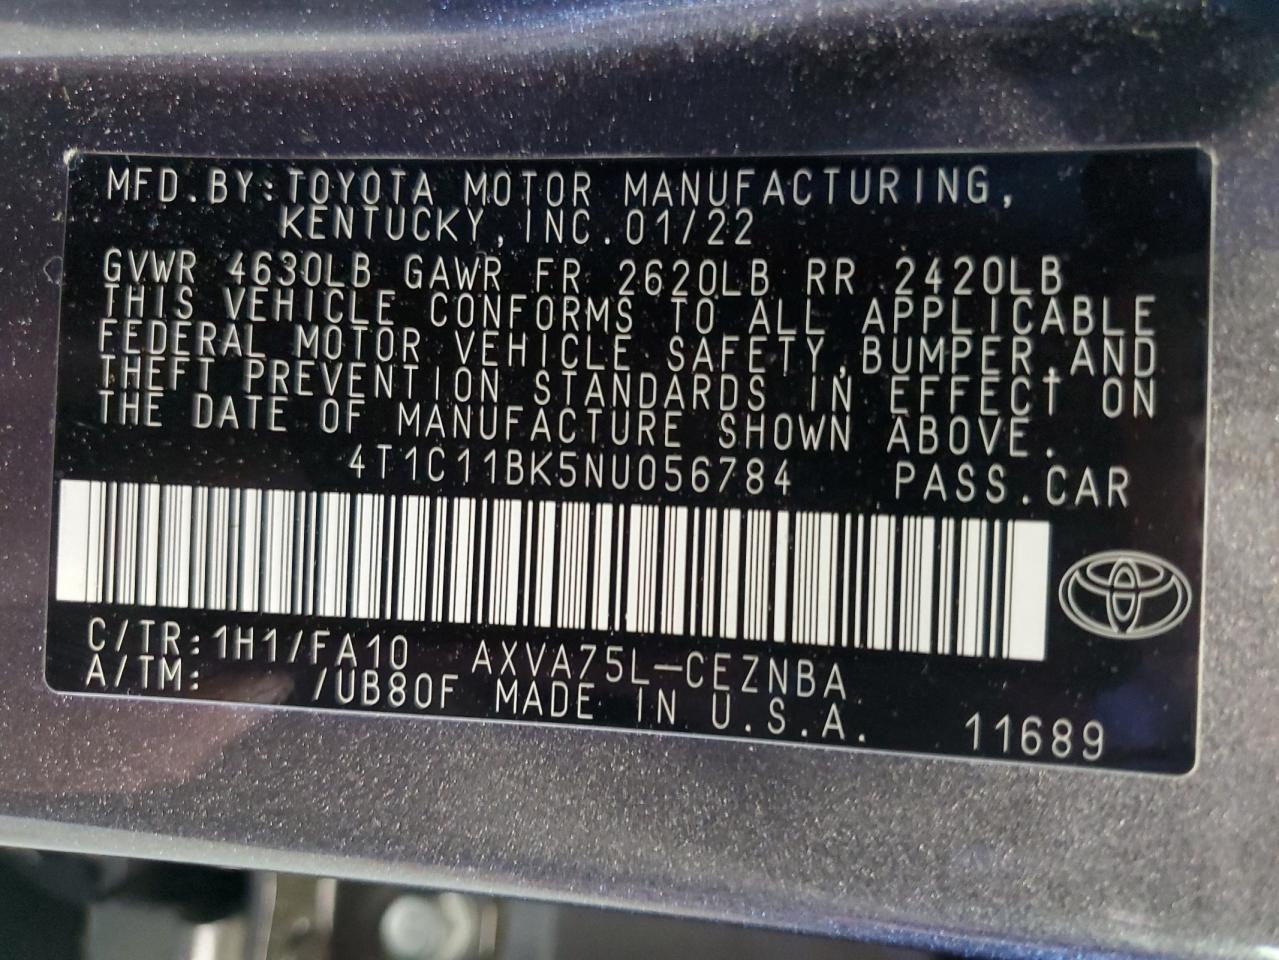 MFD. BY: TOYOTA MOTOR MANUFACTURING,
KENTUCKY, INC. 01/22
GVWR 4630LB GAWR FR 2620LB RR 2420LB
THIS VEHICLE CONFORMS TO ALL APPLICABLE
FEDERAL MOTOR VEHICLE SAFETY, BUMPER, AND
THEFT PREVENTION STANDARDS IN EFFECT ON
THE DATE OF MANUFACTURE SHOWN ABOVE.
4T1C11BK5NU056784 PASS. CAR
C/TR: 1H1/FA10 AXVA75L-CEZNBA
A/TM: /UB80F MADE IN U.S.A. 11689